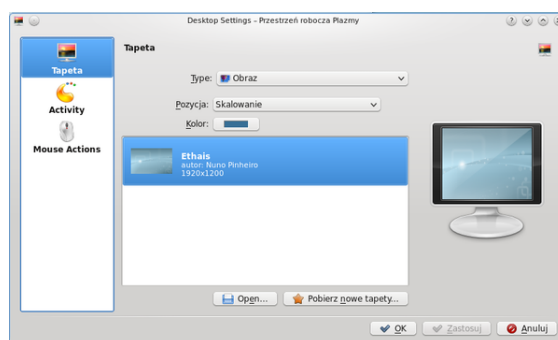 Desktop Settings – Przestrzeń robocza Plazmy
Tapeta
Activity
Mouse Actions
Tapeta
Type: Obraz
Pozycja: Skalowanie
Kolor:
Ethais
autor: Nuno Pinheiro
1920x1200
Open...
Pobierz nowe tapety...
OK
Zastosuj
Anuluj